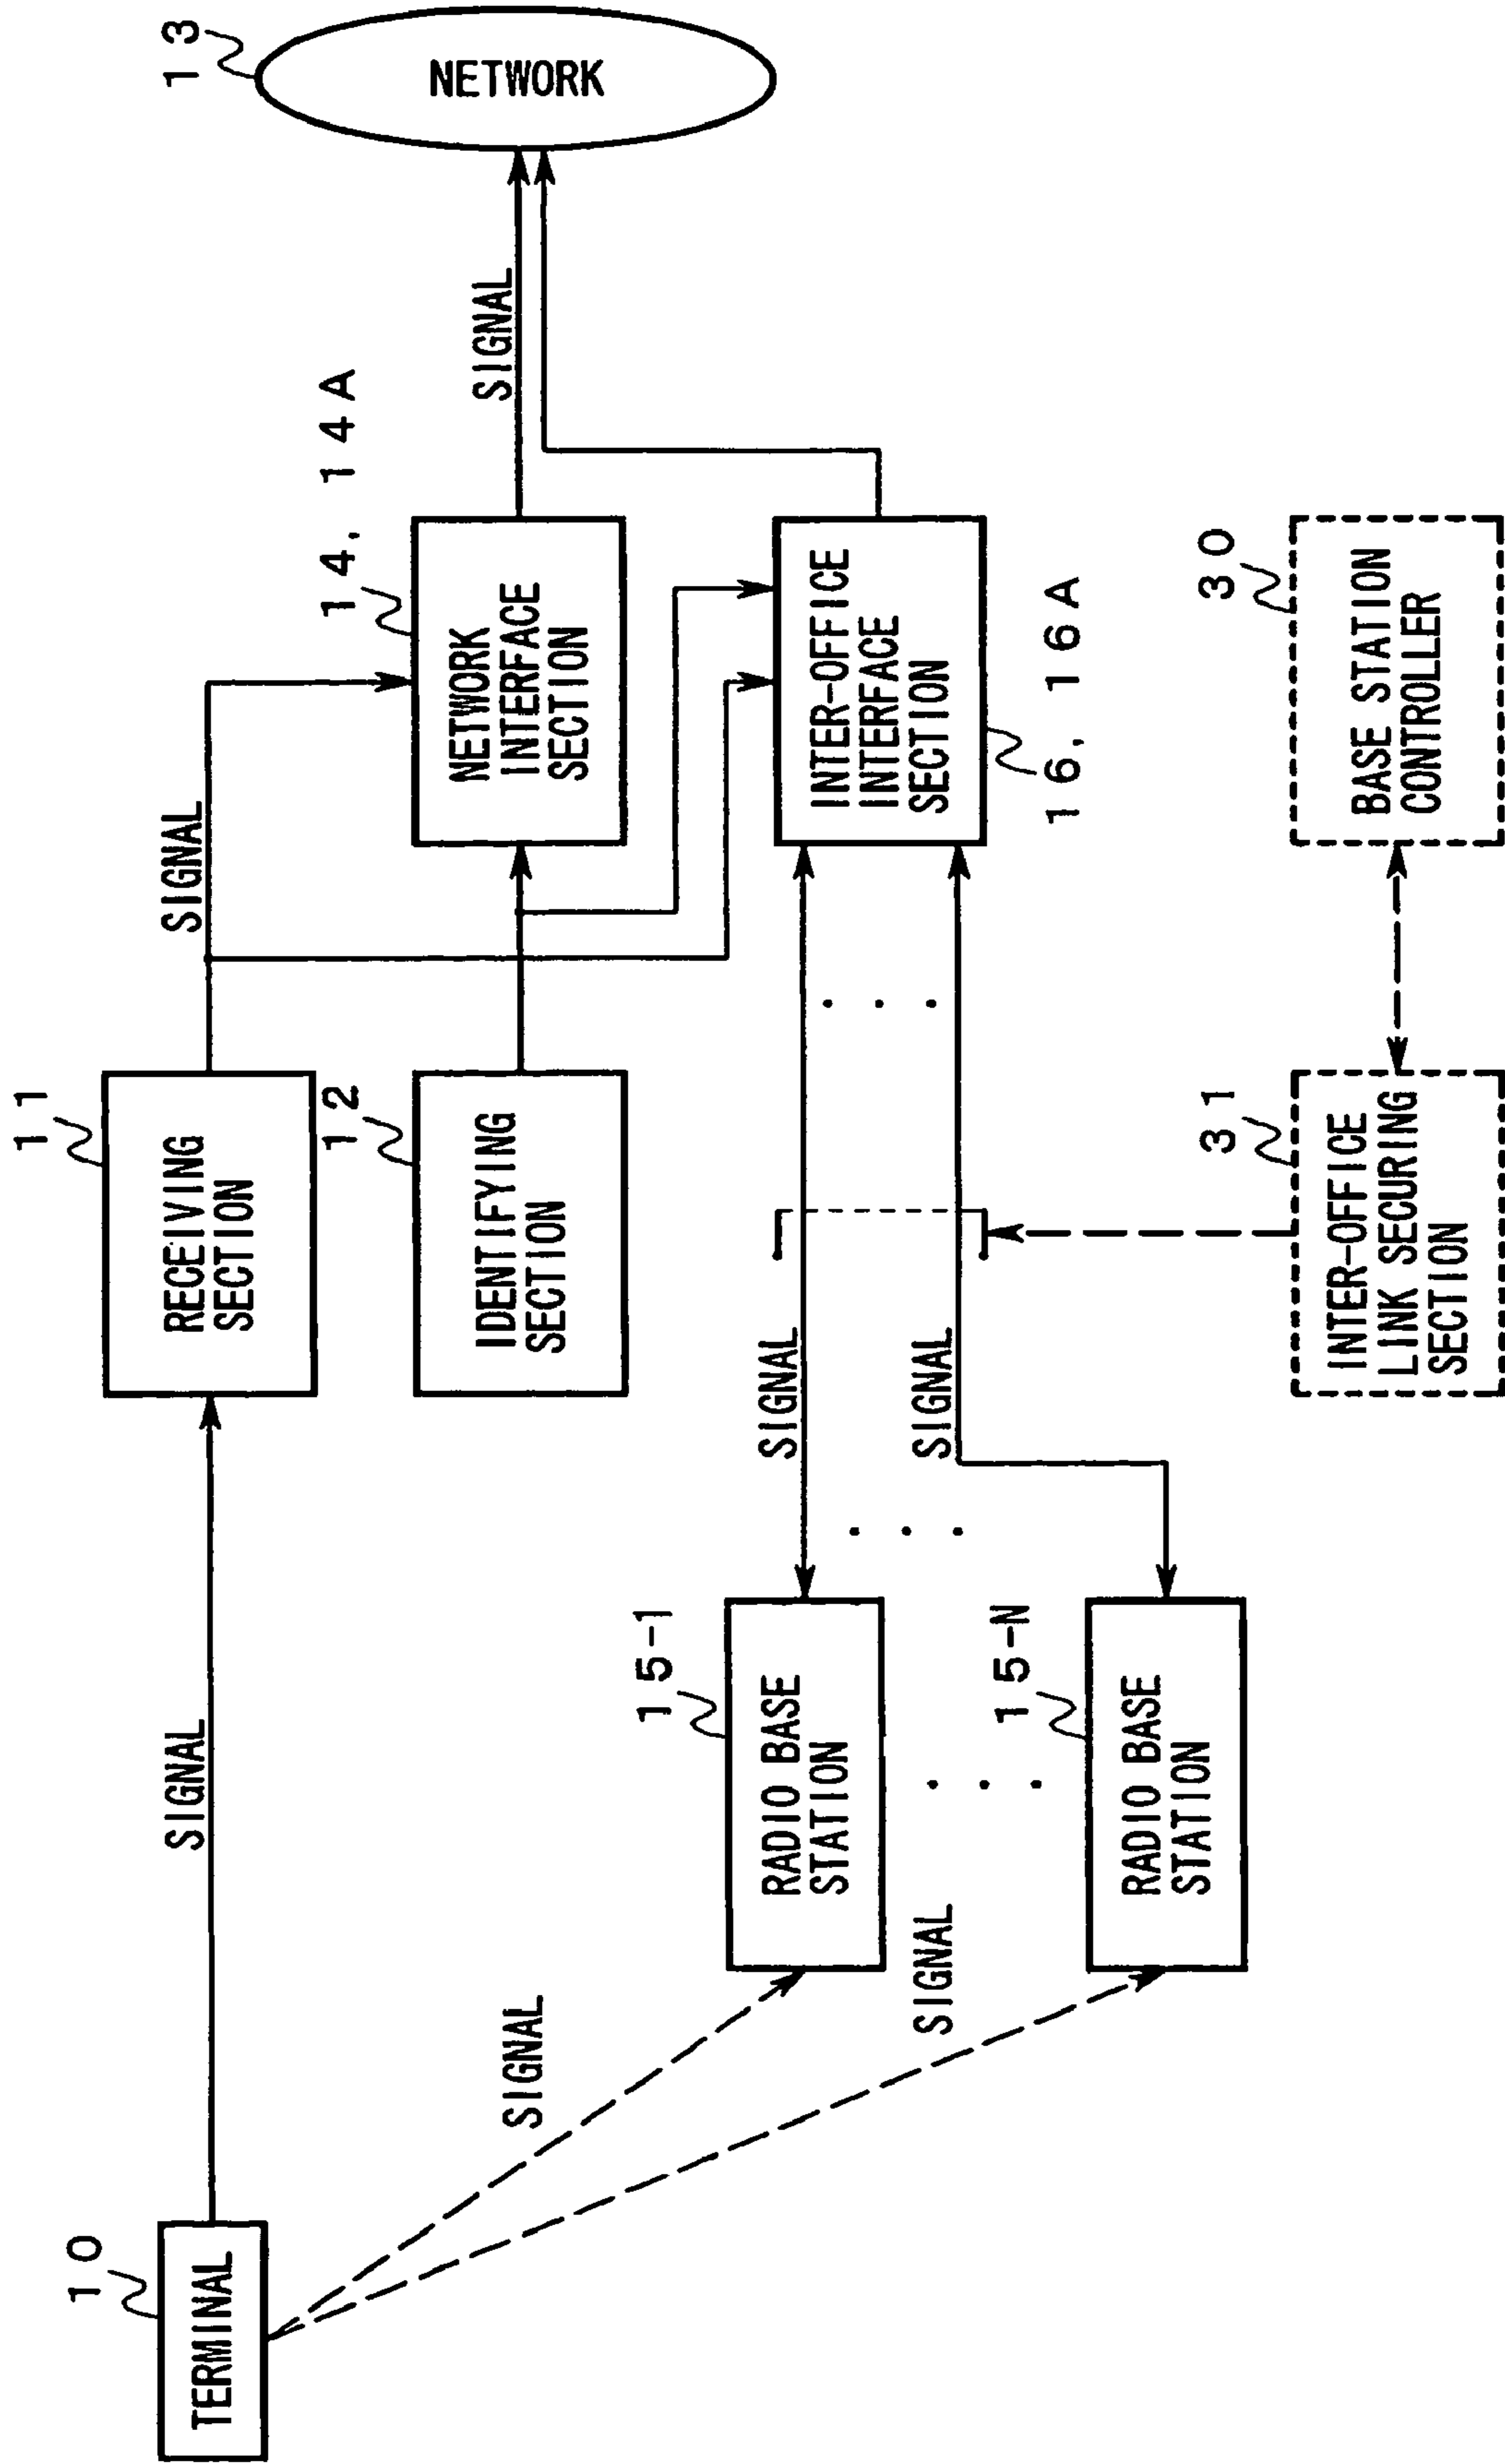 10
TERMINAL
SIGNAL
11
RECEIVING
SECTION
SIGNAL
12
IDENTIFYING
SECTION
14, 14A
NETWORK
INTERFACE
SECTION
SIGNAL
13
NETWORK
SIGNAL
SIGNAL
15-1
RADIO BASE
STATION
15-N
RADIO BASE
STATION
SIGNAL
SIGNAL
INTER-OFFICE
INTERFACE
SECTION
16, 16A
31
INTER-OFFICE
LINK SECURING
SECTION
30
BASE STATION
CONTROLLER